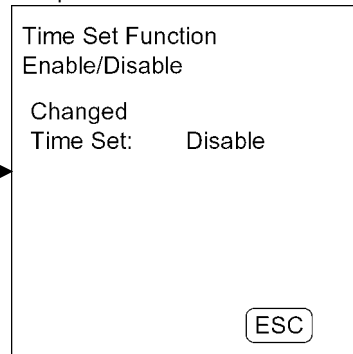 Time Set Function
Enable/Disable
Changed
Time Set: Disable
ESC